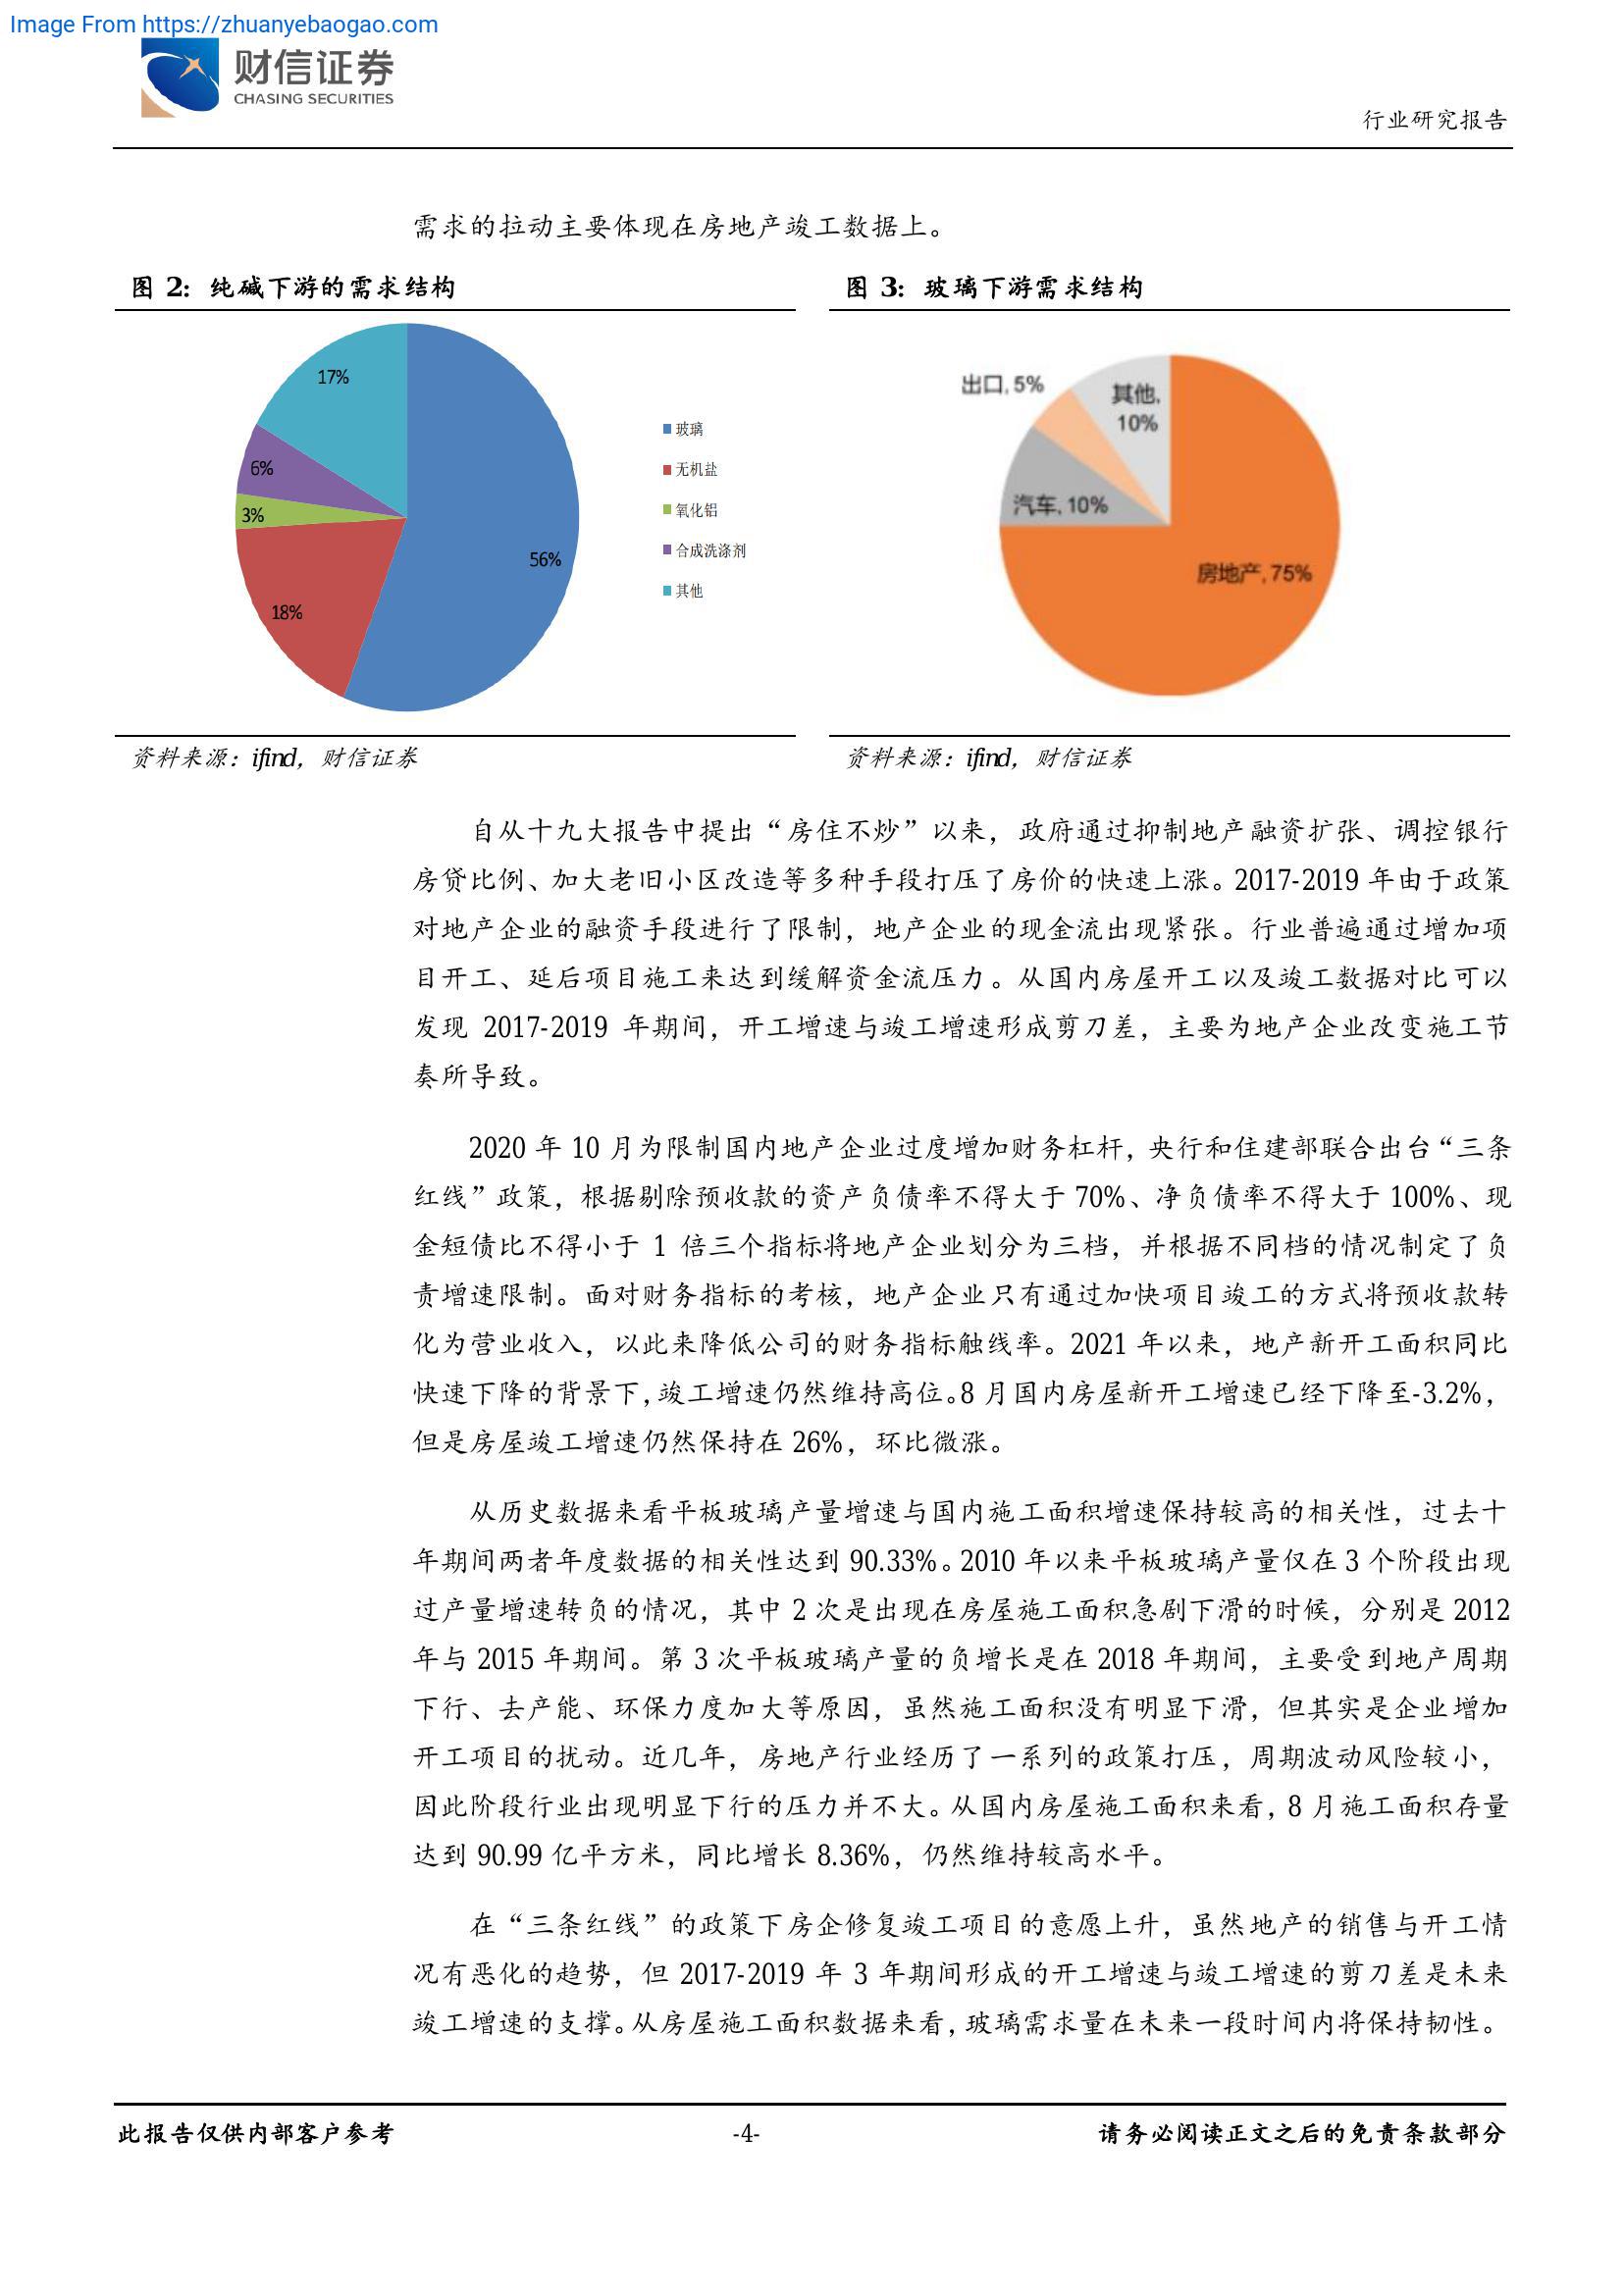 Image From https://zhuanyebaogao.com
财信证券
CHASING SECURITIES
行业研究报告
需求的拉动主要体现在房地产竣工数据上。
图 2: 纯碱下游的需求结构
17%
6%
3%
18%
56%
玻璃
无机盐
氧化铝
合成洗涤剂
其他
资料来源: ifind, 财信证券
图 3: 玻璃下游需求结构
出口, 5%
其他,
10%
汽车, 10%
房地产, 75%
资料来源: ifind, 财信证券
自从十九大报告中提出“房住不炒”以来，政府通过抑制地产融资扩张、调控银行
房贷比例、加大老旧小区改造等多种手段打压了房价的快速上涨。2017-2019 年由于政策
对地产企业的融资手段进行了限制，地产企业的现金流出现紧张。行业普遍通过增加项
目开工、延后项目施工来达到缓解资金流压力。从国内房屋开工以及竣工数据对比可以
发现 2017-2019 年期间，开工增速与竣工增速形成剪刀差，主要为地产企业改变施工节
奏所导致。
2020 年 10 月为限制国内地产企业过度增加财务杠杆，央行和住建部联合出台“三条
红线”政策，根据剔除预收款的资产负债率不得大于 70%、净负债率不得大于 100%、现
金短债比不得小于 1 倍三个指标将地产企业划分为三档，并根据不同档的情况制定了负
责增速限制。面对财务指标的考核，地产企业只有通过加快项目竣工的方式将预收款转
化为营业收入，以此来降低公司的财务指标触线率。2021 年以来，地产新开工面积同比
快速下降的背景下，竣工增速仍然维持高位。8 月国内房屋新开工增速已经下降至-3.2%，
但是房屋竣工增速仍然保持在 26%，环比微涨。
从历史数据来看平板玻璃产量增速与国内施工面积增速保持较高的相关性，过去十
年期间两者年度数据的相关性达到 90.33%。2010 年以来平板玻璃产量仅在 3 个阶段出现
过产量增速转负的情况，其中 2 次是出现在房屋施工面积急剧下滑的时候，分别是 2012
年与 2015 年期间。第 3 次平板玻璃产量的负增长是在 2018 年期间，主要受到地产周期
下行、去产能、环保力度加大等原因，虽然施工面积没有明显下滑，但其实是企业增加
开工项目的扰动。近几年，房地产行业经历了一系列的政策打压，周期波动风险较小，
因此阶段行业出现明显下行的压力并不大。从国内房屋施工面积来看，8 月施工面积存量
达到 90.99 亿平方米，同比增长 8.36%，仍然维持较高水平。
在“三条红线”的政策下房企修复竣工项目的意愿上升，虽然地产的销售与开工情
况有恶化的趋势，但 2017-2019 年 3 年期间形成的开工增速与竣工增速的剪刀差是未来
竣工增速的支撑。从房屋施工面积数据来看，玻璃需求量在未来一段时间内将保持韧性。
此报告仅供内部客户参考
-4-
请务必阅读正文之后的免责条款部分